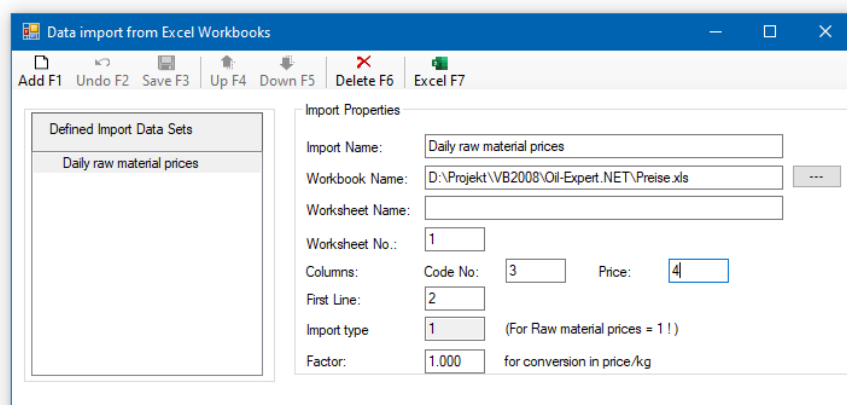 Data import from Excel Workbooks
Add F1 Undo F2 Save F3 Up F4 Down F5 Delete F6 Excel F7
Defined Import Data Sets
Daily raw material prices
Import Properties
Import Name: Daily raw material prices
Workbook Name: D:\Projekt\VB2008\Oil-Expert.NET\Preise.xls ---
Worksheet Name:
Worksheet No.: 1
Columns: Code No: 3 Price: 4
First Line: 2
Import type 1 (For Raw material prices = 1 ! )
Factor: 1.000 for conversion in price/kg